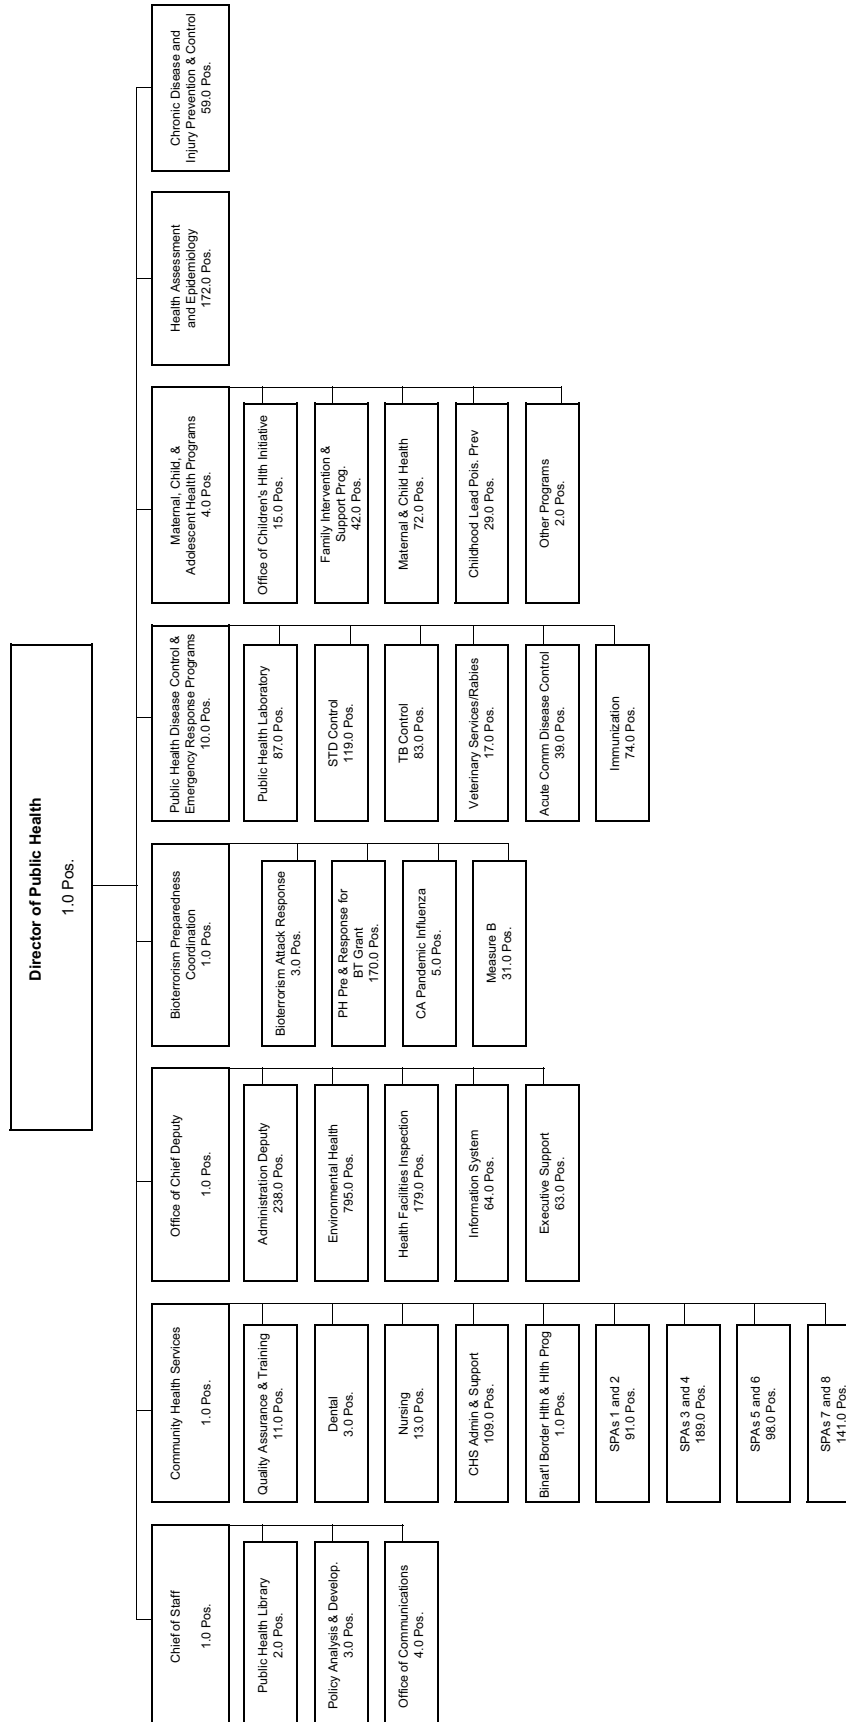 Director of Public Health
1.0 Pos.
Chief of Staff
1.0 Pos.
Public Health Library
2.0 Pos.
Policy Analysis & Develop.
3.0 Pos.
Office of Communications
4.0 Pos.
Community Health Services
1.0 Pos.
Quality Assurance & Training
11.0 Pos.
Dental
3.0 Pos.
Nursing
13.0 Pos.
CHS Admin & Support
109.0 Pos.
Binat'l Border Hlth & Hlth Prog
1.0 Pos.
SPAs 1 and 2
91.0 Pos.
SPAs 3 and 4
189.0 Pos.
SPAs 5 and 6
98.0 Pos.
SPAs 7 and 8
141.0 Pos.
Office of Chief Deputy
1.0 Pos.
Administration Deputy
238.0 Pos.
Environmental Health
795.0 Pos.
Health Facilities Inspection
179.0 Pos.
Information System
64.0 Pos.
Executive Support
63.0 Pos.
Bioterrorism Preparedness
Coordination
1.0 Pos.
Bioterrorism Attack Response
3.0 Pos.
PH Pre & Response for
BT Grant
170.0 Pos.
CA Pandemic Influenza
5.0 Pos.
Measure B
31.0 Pos.
Public Health Disease Control &
Emergency Response Programs
10.0 Pos.
Public Health Laboratory
87.0 Pos.
STD Control
119.0 Pos.
TB Control
83.0 Pos.
Veterinary Services/Rabies
17.0 Pos.
Acute Comm Disease Control
39.0 Pos.
Immunization
74.0 Pos.
Maternal, Child, &
Adolescent Health Programs
4.0 Pos.
Office of Children's Hlth Initiative
15.0 Pos.
Family Intervention &
Support Prog.
42.0 Pos.
Maternal & Child Health
72.0 Pos.
Childhood Lead Pois. Prev
29.0 Pos.
Other Programs
2.0 Pos.
Health Assessment
and Epidemiology
172.0 Pos.
Chronic Disease and
Injury Prevention & Control
59.0 Pos.